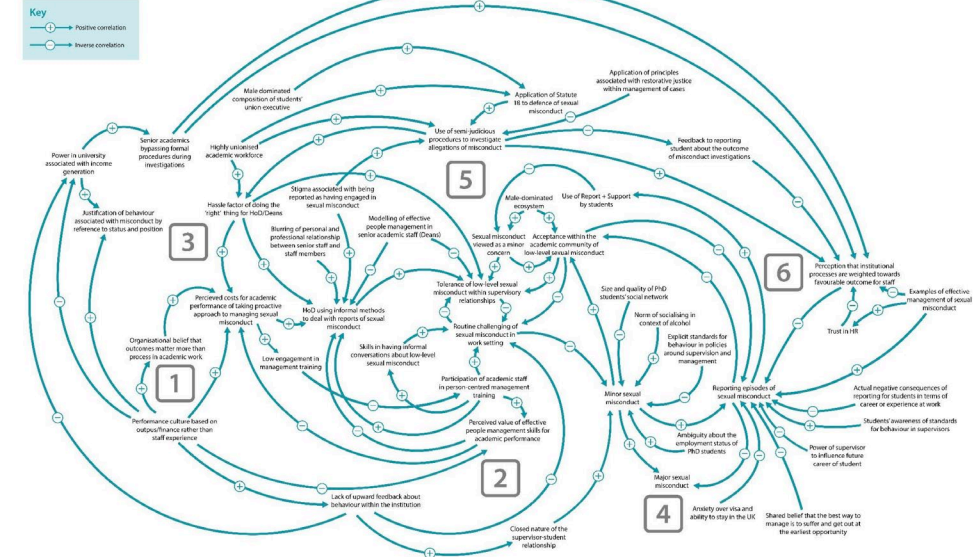 Key
Positive correlation
Inverse correlation
Male dominated
composition of students'
union executive
Application of Statute
18 to defence of sexual
misconduct
Application of principles
associated with restorative justice
within management of cases
Senior academics
bypassing formal
procedures during
investigations
Power in university
associated with income
generation
Highly unionised
academic workforce
Use of semi-judicious
procedures to investigate
allegations of misconduct
Feedback to reporting
student about the outcome
of misconduct investigations
5
Justification of behaviour
associated with misconduct by
reference to status and position
Hassle factor of doing the
'right' thing for HoD/Deans
Stigma associated with being
reported as having engaged in
sexual misconduct
Male-dominated
ecosystem
Use of Report + Support
by students
3
Blurring of personal and
professional relationship
between senior staff and
staff members
Modelling of effective
people management in
senior academic staff (Deans)
Sexual misconduct
viewed as a minor
concern
Acceptance within the
academic community of
low-level sexual misconduct
6
Perception that institutional
processes are weighted towards
favourable outcome for staff
Percieved costs for academic
performance of taking proactive
approach to managing sexual
misconduct
HoD using informal methods
to deal with reports of sexual
misconduct
Tolerance of low-level sexual
misconduct within supervisory
relationships
Size and quality of PhD
students' social network
Examples of effective
management of sexual
misconduct
Trust in HR
Norm of socialising in
context of alcohol
Organisational belief that
outcomes matter more than
process in academic work
Routine challenging of
sexual misconduct in
work setting
Explicit standards for
behaviour in policies
around supervision and
management
Low engagement in
management training
Skills in having informal
conversations about low-level
sexual misconduct
1
Participation of academic staff
in person-centred management
training
Minor sexual
misconduct
Reporting episodes of
sexual misconduct
Actual negative consequences of
reporting for students in terms of
career or experience at work
Performance culture based on
output/finance rather than
staff experience
Perceived value of effective
people management skills for
academic performance
Students' awareness of standards
for behaviour in supervisors
Ambiguity about the
employment status of
PhD students
Power of supervisor
to influence future
career of student
2
Major sexual
misconduct
4
Lack of upward feedback about
behaviour within the institution
Anxiety over visa and
ability to stay in the UK
Shared belief that the best way to
manage is to suffer and get out at
the earliest opportunity
Closed nature of the
supervisor-student
relationship